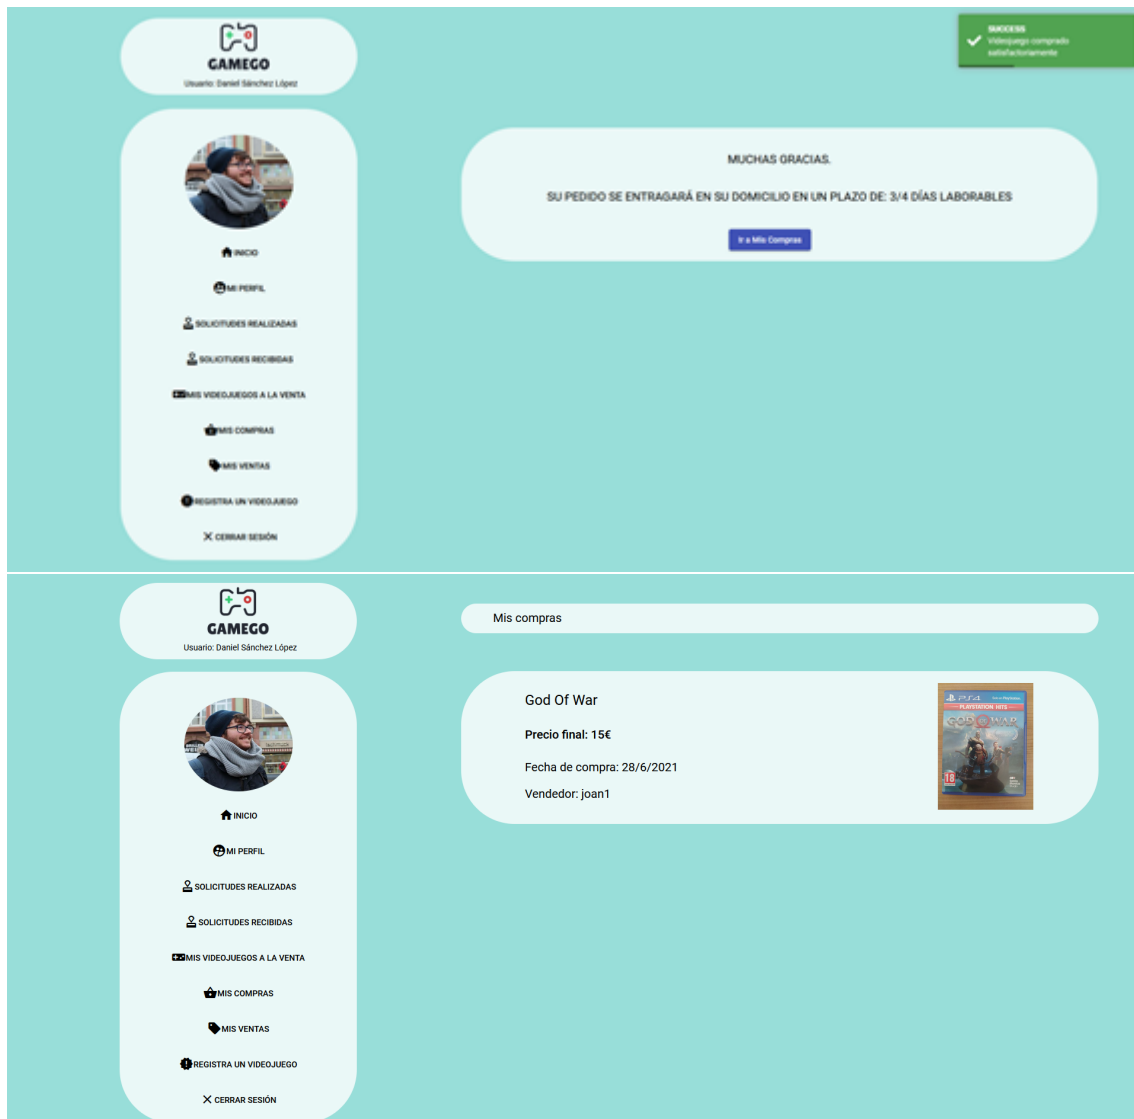 GAMEGO
Usuario: Daniel Sánchez López
SUCCESS
Videojuego comprado
satisfactoriamente
MUCHAS GRACIAS.
SU PEDIDO SE ENTRAGARÁ EN SU DOMICILIO EN UN PLAZO DE: 3/4 DÍAS LABORABLES
Ir a Mis Compras
INICIO
MI PERFIL
SOLICITUDES REALIZADAS
SOLICITUDES RECIBIDAS
MIS VIDEOJUEGOS A LA VENTA
MIS COMPRAS
MIS VENTAS
REGISTRA UN VIDEOJUEGO
CERRAR SESIÓN
GAMEGO
Usuario: Daniel Sánchez López
Mis compras
God Of War
Precio final: 15€
Fecha de compra: 28/6/2021
Vendedor: joan1
PS4
PLAYSTATION HITS
GOD OF WAR
18
INICIO
MI PERFIL
SOLICITUDES REALIZADAS
SOLICITUDES RECIBIDAS
MIS VIDEOJUEGOS A LA VENTA
MIS COMPRAS
MIS VENTAS
REGISTRA UN VIDEOJUEGO
CERRAR SESIÓN